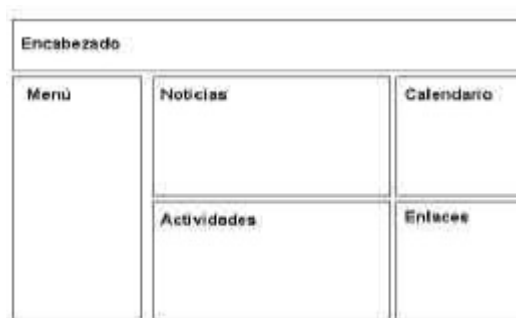 Encabezado
Menú
Noticias
Calendario
Actividades
Enlaces